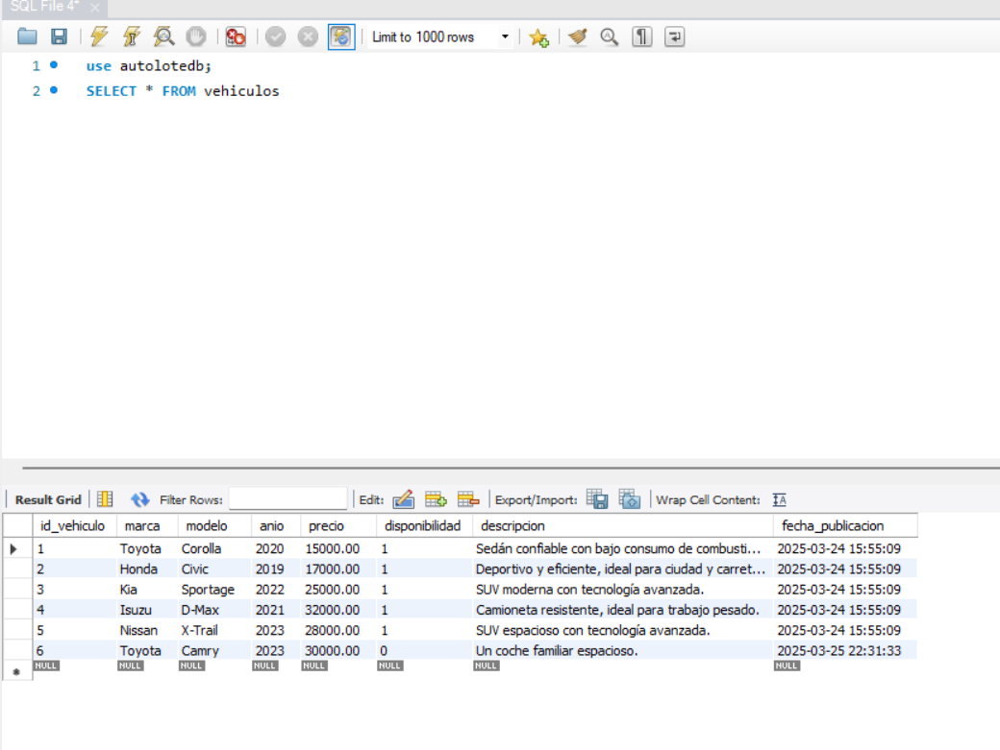 SQL File 4* ×
Limit to 1000 rows
1 use autolotedb;
2 SELECT * FROM vehiculos
Result Grid Filter Rows: Edit: Export/Import: Wrap Cell Content: IA
id_vehiculo marca modelo anio precio disponibilidad descripcion fecha_publicacion
1 Toyota Corolla 2020 15000.00 1 Sedán confiable con bajo consumo de combusti... 2025-03-24 15:55:09
2 Honda Civic 2019 17000.00 1 Deportivo y eficiente, ideal para ciudad y carret... 2025-03-24 15:55:09
3 Kia Sportage 2022 25000.00 1 SUV moderna con tecnología avanzada. 2025-03-24 15:55:09
4 Isuzu D-Max 2021 32000.00 1 Camioneta resistente, ideal para trabajo pesado. 2025-03-24 15:55:09
5 Nissan X-Trail 2023 28000.00 1 SUV espacioso con tecnología avanzada. 2025-03-24 15:55:09
6 Toyota Camry 2023 30000.00 0 Un coche familiar espacioso. 2025-03-25 22:31:33
NULL NULL NULL NULL NULL NULL NULL NULL